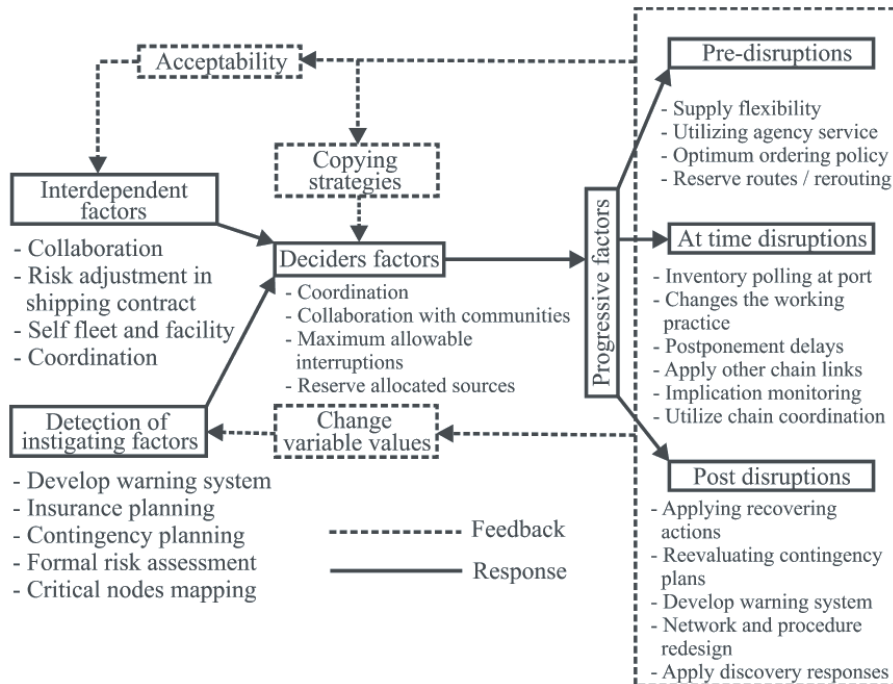 Acceptability
Copying
strategies
Interdependent
factors
- Collaboration
- Risk adjustment in
shipping contract
- Self fleet and facility
- Coordination
Deciders factors
- Coordination
- Collaboration with communities
- Maximum allowable
interruptions
- Reserve allocated sources
Detection of
instigating factors
- Develop warning system
- Insurance planning
- Contingency planning
- Formal risk assessment
- Critical nodes mapping
Change
variable values
Feedback
Response
Progressive factors
Pre-disruptions
- Supply flexibility
- Utilizing agency service
- Optimum ordering policy
- Reserve routes / rerouting
At time disruptions
- Inventory polling at port
- Changes the working
practice
- Postponement delays
- Apply other chain links
- Implication monitoring
- Utilize chain coordination
Post disruptions
- Applying recovering
actions
- Reevaluating contingency
plans
- Develop warning system
- Network and procedure
redesign
- Apply discovery responses